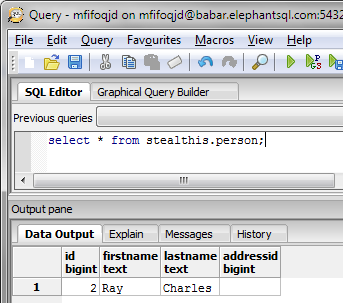 Query - mfifoqjd on mfifoqjd@babar.elephantsql.com:5432
File Edit Query Favourites Macros View Help
SQL Editor Graphical Query Builder
Previous queries
select * from stealthis.person;
Output pane
Data Output Explain Messages History
id firstname lastname addressid
bigint text text bigint
1 2 Ray Charles